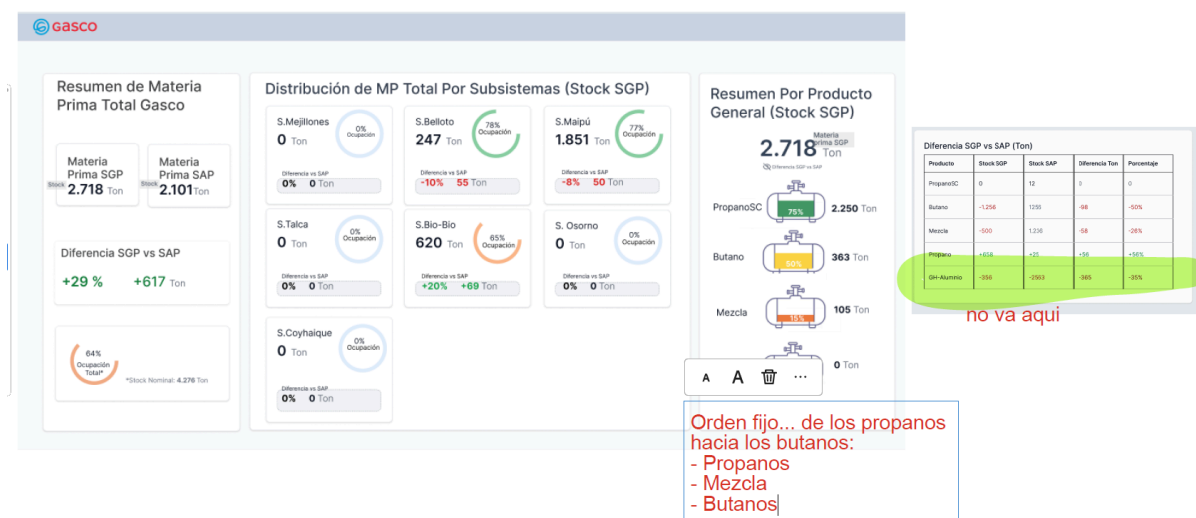 Gasco
Resumen de Materia
Prima Total Gasco
Materia
Prima SGP
Stock 2.718 Ton
Materia
Prima SAP
Stock 2.101 Ton
Diferencia SGP vs SAP
+29 % +617 Ton
64%
Ocupación
Total*
*Stock Nominal: 4.276 Ton
Distribución de MP Total Por Subsistemas (Stock SGP)
S.Mejillones
0 Ton
0%
Ocupación
Diferencia vs SAP
0% 0 Ton
S.Belloto
247 Ton
78%
Ocupación
Diferencia vs SAP
-10% 55 Ton
S.Maipú
1.851 Ton
77%
Ocupación
Diferencia vs SAP
-8% 50 Ton
S.Talca
0 Ton
0%
Ocupación
Diferencia vs SAP
0% 0 Ton
S.Bio-Bio
620 Ton
65%
Ocupación
Diferencia vs SAP
+20% +69 Ton
S. Osorno
0 Ton
0%
Ocupación
Diferencia vs SAP
0% 0 Ton
S.Coyhaique
0 Ton
0%
Ocupación
Diferencia vs SAP
0% 0 Ton
Resumen Por Producto
General (Stock SGP)
Materia
prima SGP
2.718 Ton
Diferencia SGP vs SAP
PropanoSC 75% 2.250 Ton
Butano 50% 363 Ton
Mezcla 15% 105 Ton
0 Ton
A A ...
Orden fijo... de los propanos
hacia los butanos:
- Propanos
- Mezcla
- Butanos
Diferencia SGP vs SAP (Ton)
Producto Stock SGP Stock SAP Diferencia Ton Porcentaje
PropanoSC 0 12 0 0
Butano -1.256 1255 -98 -50%
Mezcla -500 1.236 -58 -26%
Propano +658 +25 +56 +56%
GH-Aluminio -356 -2553 -365 -35%
no va aqui